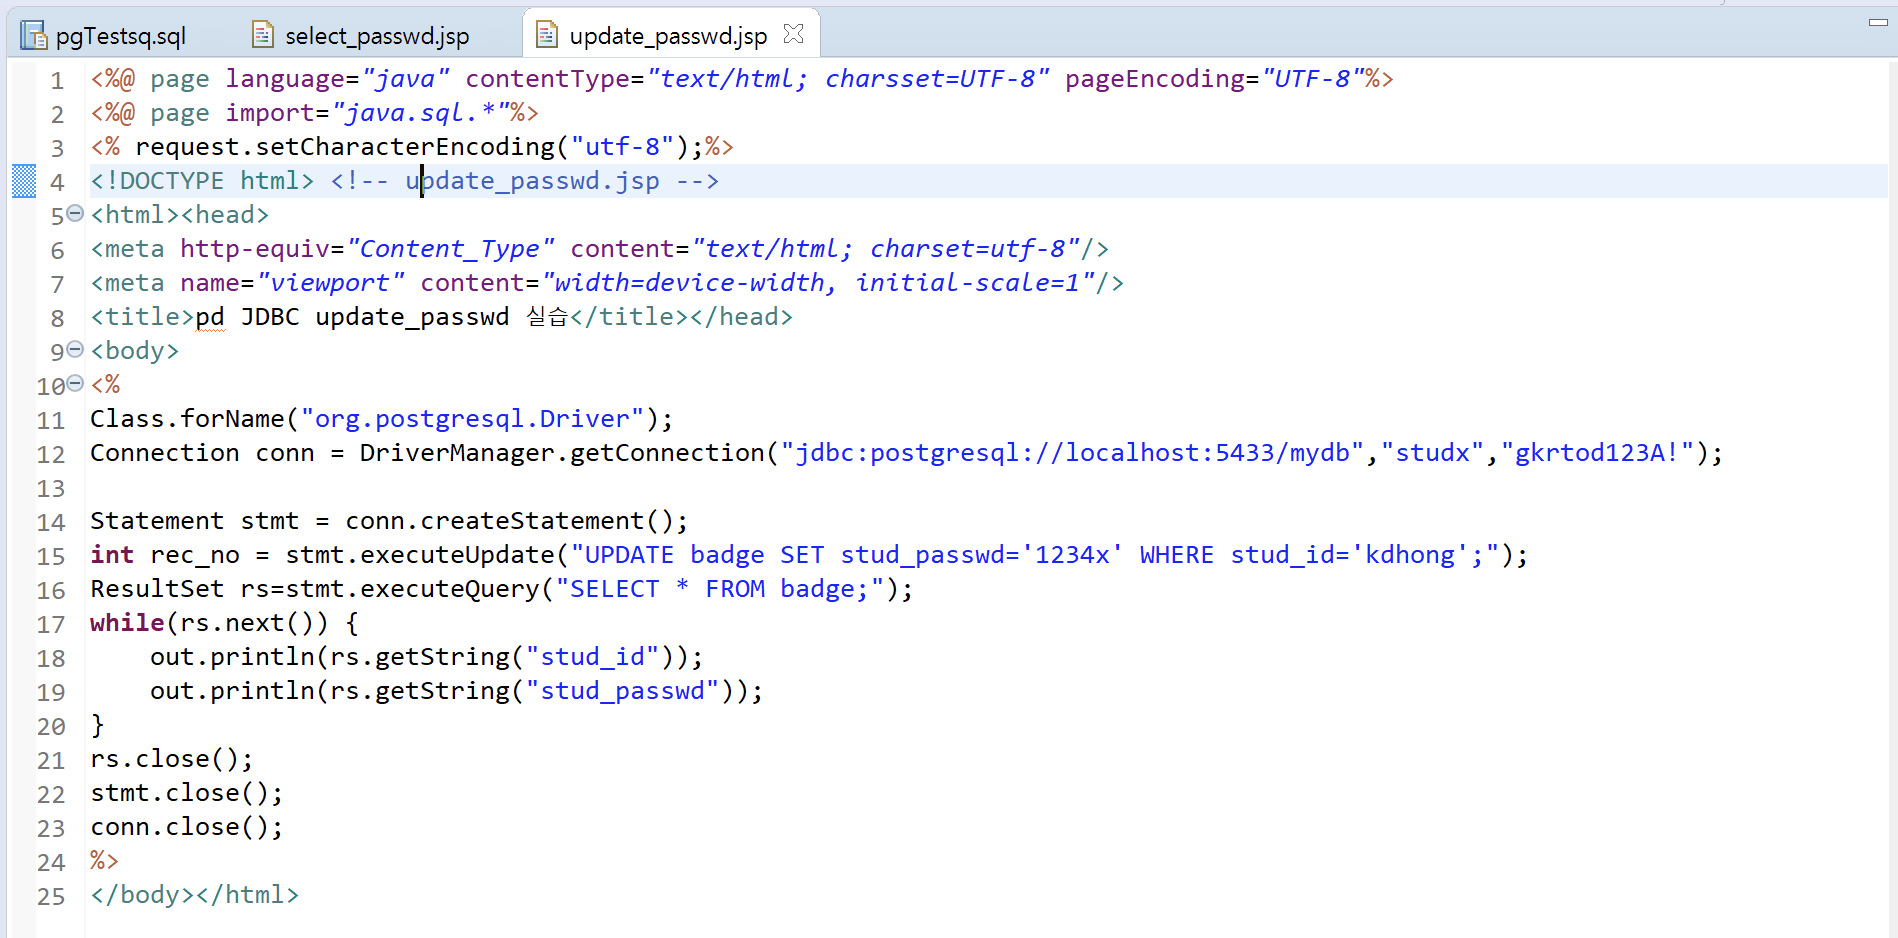 pgTestsq.sql select_passwd.jsp update_passwd.jsp
1 <%@ page language="java" contentType="text/html; charsset=UTF-8" pageEncoding="UTF-8"%>
2 <%@ page import="java.sql.*"%>
3 <% request.setCharacterEncoding("utf-8");%>
4 <!DOCTYPE html> <!-- update_passwd.jsp -->
5 <html><head>
6 <meta http-equiv="Content_Type" content="text/html; charset=utf-8"/>
7 <meta name="viewport" content="width=device-width, initial-scale=1"/>
8 <title>pd JDBC update_passwd 실습</title></head>
9 <body>
10 <%
11 Class.forName("org.postgresql.Driver");
12 Connection conn = DriverManager.getConnection("jdbc:postgresql://localhost:5433/mydb","studx","gkrtod123A!");
13
14 Statement stmt = conn.createStatement();
15 int rec_no = stmt.executeUpdate("UPDATE badge SET stud_passwd='1234x' WHERE stud_id='kdhong';");
16 ResultSet rs=stmt.executeQuery("SELECT * FROM badge;");
17 while(rs.next()) {
18     out.println(rs.getString("stud_id"));
19     out.println(rs.getString("stud_passwd"));
20 }
21 rs.close();
22 stmt.close();
23 conn.close();
24 %>
25 </body></html>